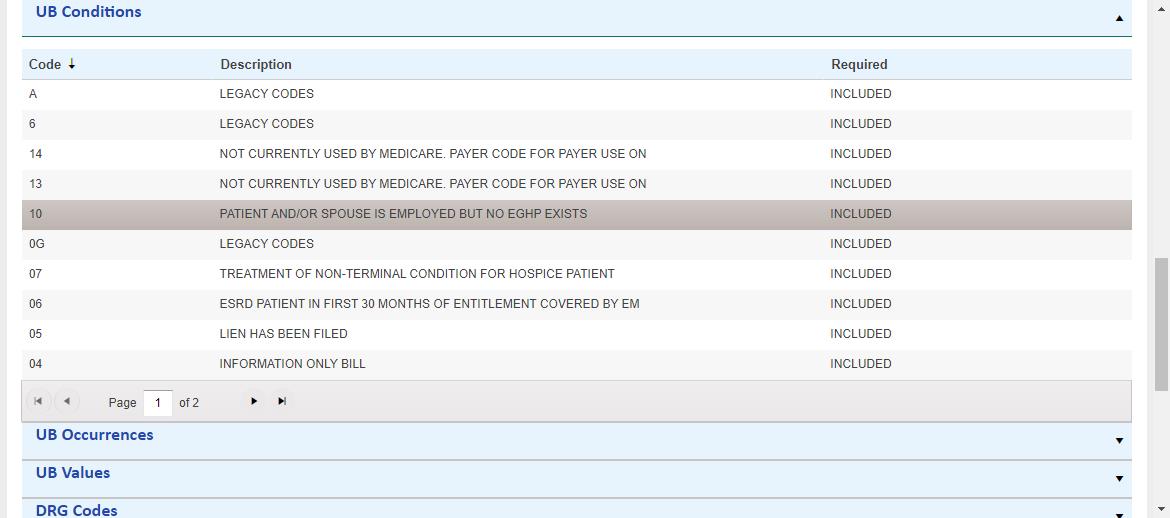 UB Conditions
Code Description Required
A LEGACY CODES INCLUDED
6 LEGACY CODES INCLUDED
14 NOT CURRENTLY USED BY MEDICARE. PAYER CODE FOR PAYER USE ON INCLUDED
13 NOT CURRENTLY USED BY MEDICARE. PAYER CODE FOR PAYER USE ON INCLUDED
10 PATIENT AND/OR SPOUSE IS EMPLOYED BUT NO EGHP EXISTS INCLUDED
0G LEGACY CODES INCLUDED
07 TREATMENT OF NON-TERMINAL CONDITION FOR HOSPICE PATIENT INCLUDED
06 ESRD PATIENT IN FIRST 30 MONTHS OF ENTITLEMENT COVERED BY EM INCLUDED
05 LIEN HAS BEEN FILED INCLUDED
04 INFORMATION ONLY BILL INCLUDED
Page 1 of 2
UB Occurrences
UB Values
DRG Codes